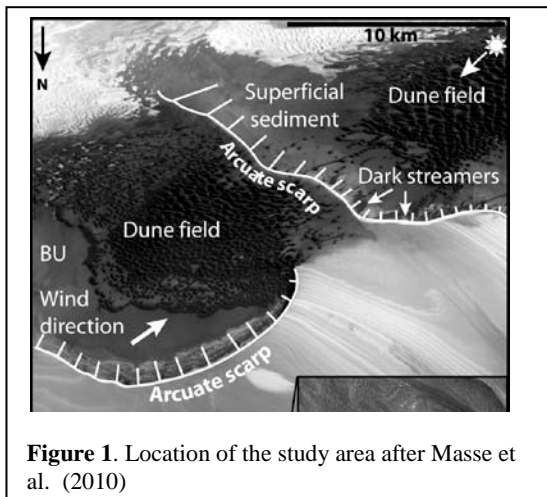 10 km
N
Superficial
sediment
Dune field
Arcuate scarp
Dark streamers
Dune field
BU
Wind
direction
Arcuate scarp
Figure 1. Location of the study area after Masse et
al. (2010)